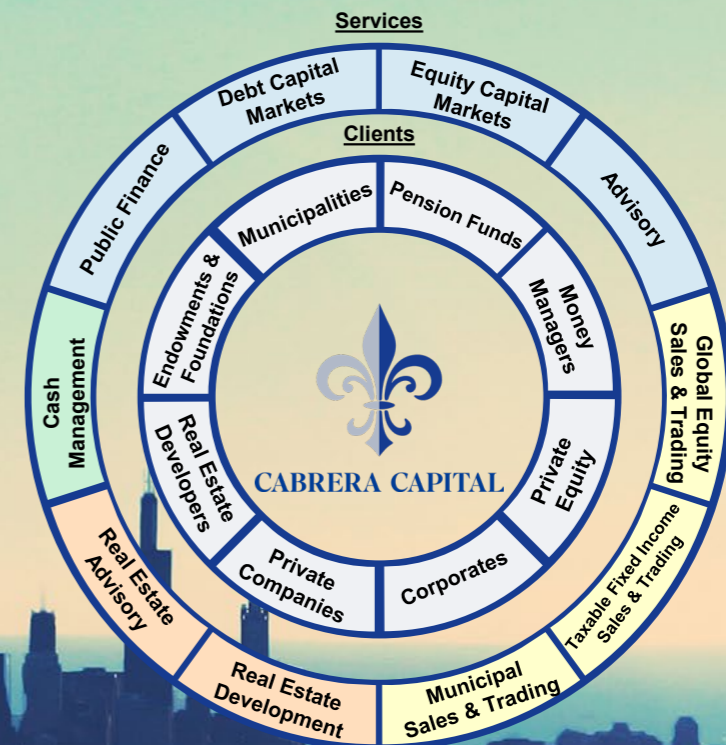 Services
Debt Capital
Markets
Equity Capital
Markets
Advisory
Global Equity
Sales & Trading
Taxable Fixed Income
Sales & Trading
Municipal
Sales & Trading
Real Estate
Development
Real Estate
Advisory
Cash
Management
Public Finance
Clients
Municipalities
Pension Funds
Money
Managers
Private
Equity
Corporates
Private
Companies
Real Estate
Developers
Endowments &
Foundations
CABRERA CAPITAL